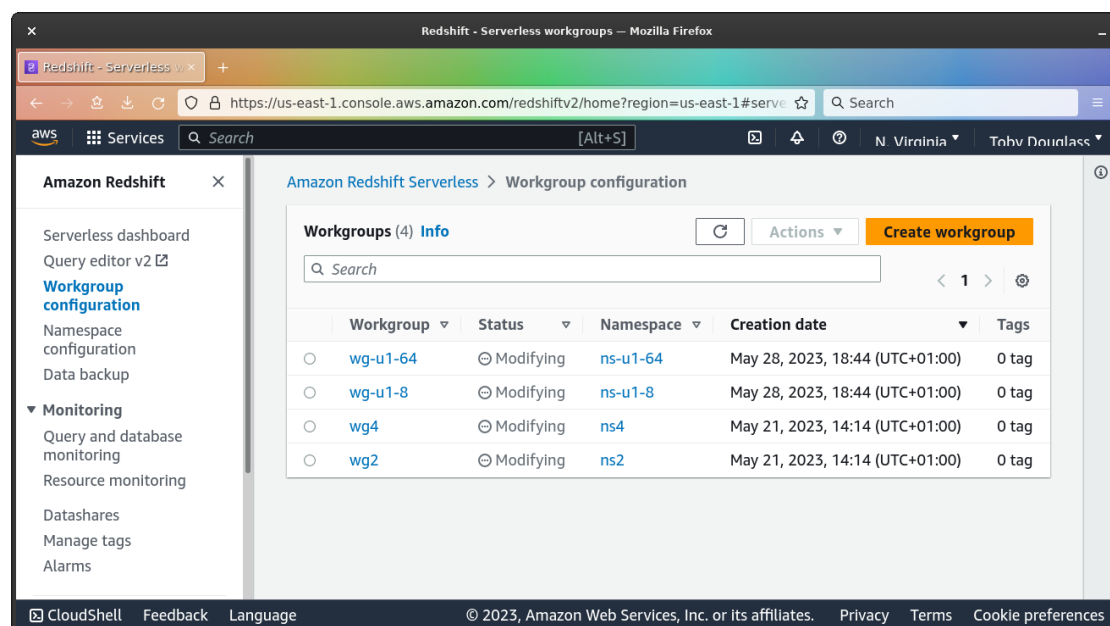 Redshift - Serverless workgroups — Mozilla Firefox
Redshift - Serverless w
https://us-east-1.console.aws.amazon.com/redshiftv2/home?region=us-east-1#serve
Search
aws
Services
Search
[Alt+S]
N. Virginia
Toby Douglass
Amazon Redshift
Serverless dashboard
Query editor v2
Workgroup
configuration
Namespace
configuration
Data backup
Monitoring
Query and database
monitoring
Resource monitoring
Datashares
Manage tags
Alarms
Amazon Redshift Serverless > Workgroup configuration
Workgroups (4) Info
Actions
Create workgroup
Search
1
Workgroup Status Namespace Creation date Tags
wg-u1-64 Modifying ns-u1-64 May 28, 2023, 18:44 (UTC+01:00) 0 tag
wg-u1-8 Modifying ns-u1-8 May 28, 2023, 18:44 (UTC+01:00) 0 tag
wg4 Modifying ns4 May 21, 2023, 14:14 (UTC+01:00) 0 tag
wg2 Modifying ns2 May 21, 2023, 14:14 (UTC+01:00) 0 tag
CloudShell Feedback Language © 2023, Amazon Web Services, Inc. or its affiliates. Privacy Terms Cookie preferences